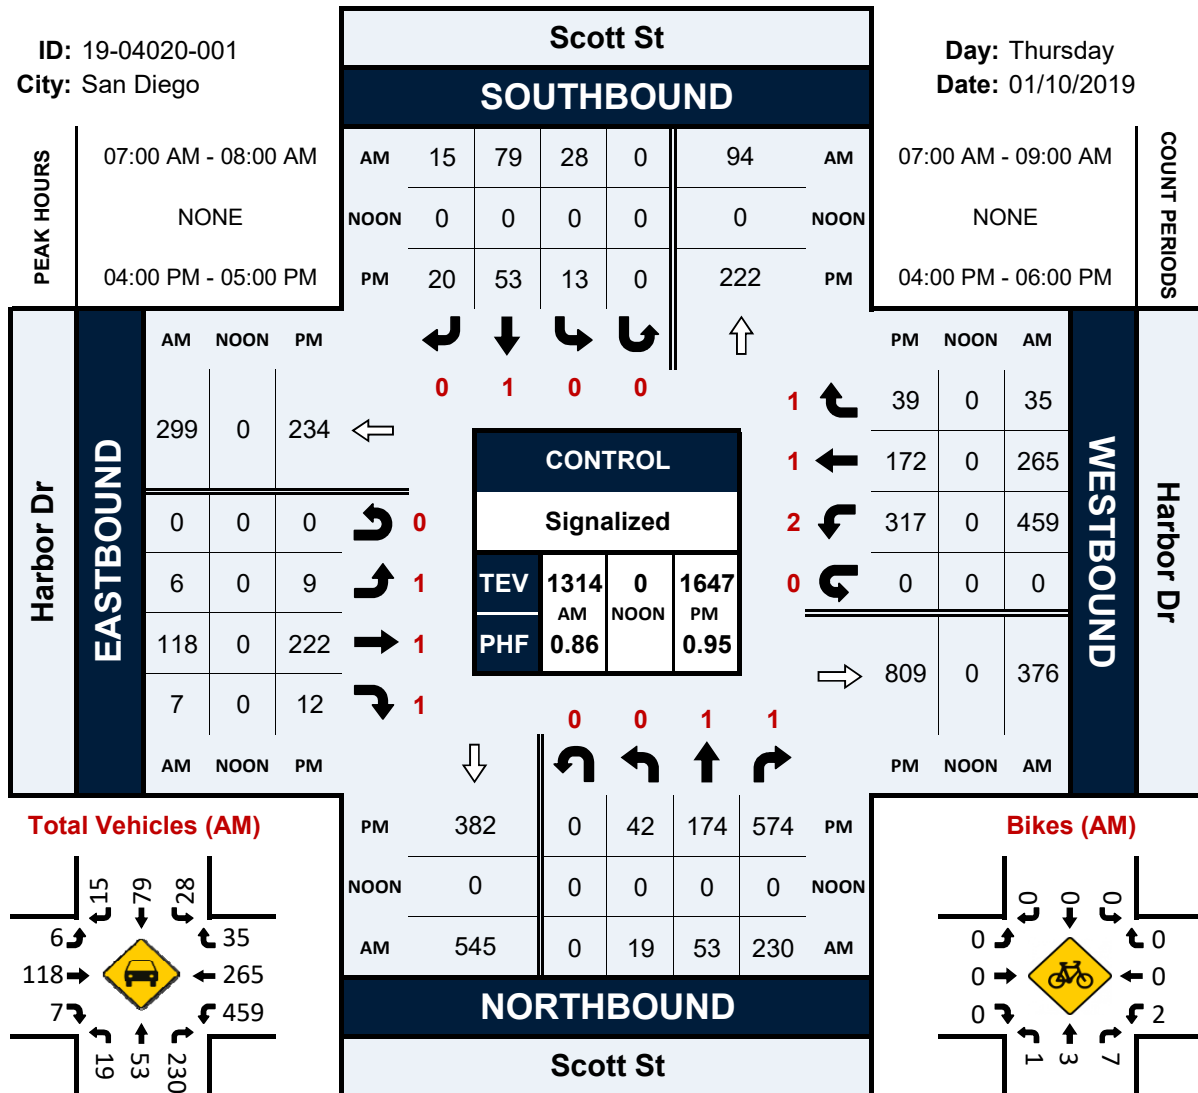 Scott St
ID: 19-04020-001
Day: Thursday
City: San Diego
Date: 01/10/2019
SOUTHBOUND
PEAK HOURS
07:00 AM - 08:00 AM
AM 15 79 28 0 94 AM
07:00 AM - 09:00 AM
COUNT PERIODS
NONE
NOON 0 0 0 0 0 NOON
NONE
04:00 PM - 05:00 PM
PM 20 53 13 0 222 PM
04:00 PM - 06:00 PM
0 1 0 0
Harbor Dr
EASTBOUND
AM NOON PM
299 0 234
0 0 0 0
6 0 9 1
118 0 222 1
7 0 12 1
AM NOON PM
CONTROL
Signalized
TEV 1314 0 1647
AM NOON PM
PHF 0.86 0.95
PM NOON AM
1 39 0 35
1 172 0 265
2 317 0 459
0 0 0 0
809 0 376
PM NOON AM
WESTBOUND
Harbor Dr
0 0 1 1
PM 382 0 42 174 574 PM
NOON 0 0 0 0 0 NOON
AM 545 0 19 53 230 AM
NORTHBOUND
Scott St
Total Vehicles (AM)
15 79 28
6 35
118 265
7 459
19 53 230
Bikes (AM)
0 0 0
0 0
0 0
0 2
1 3 7